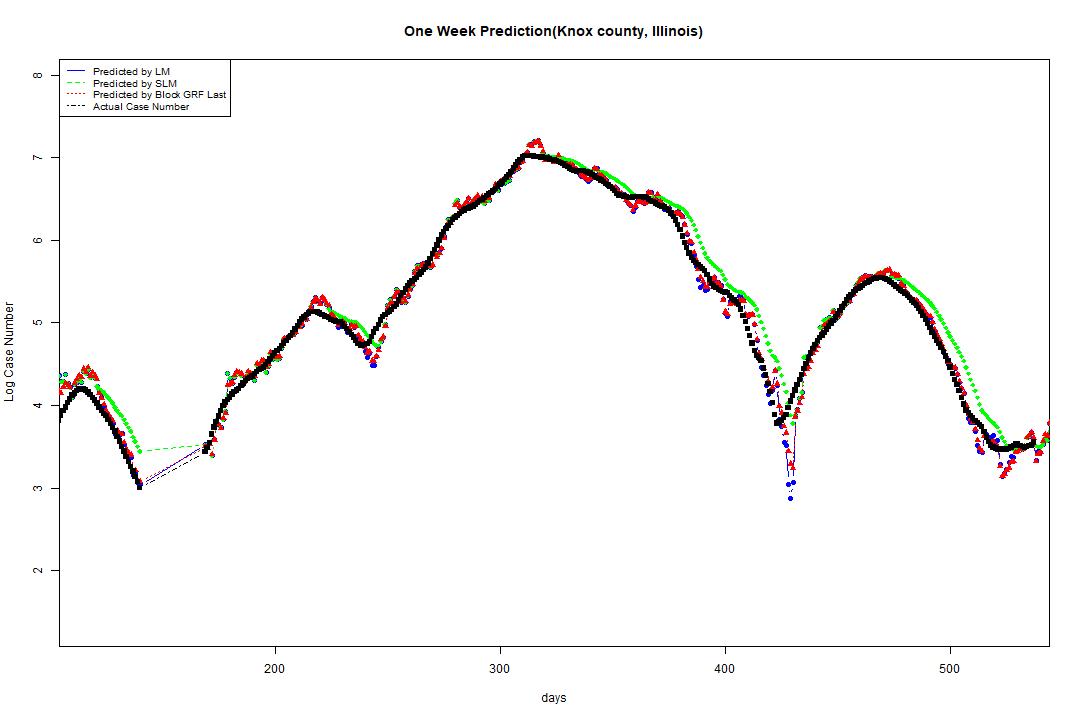 One Week Prediction(Knox county, Illinois)
Predicted by LM
Predicted by SLM
Predicted by Block GRF Last
Actual Case Number
8
7
6
5
4
3
2
Log Case Number
200
300
400
500
days